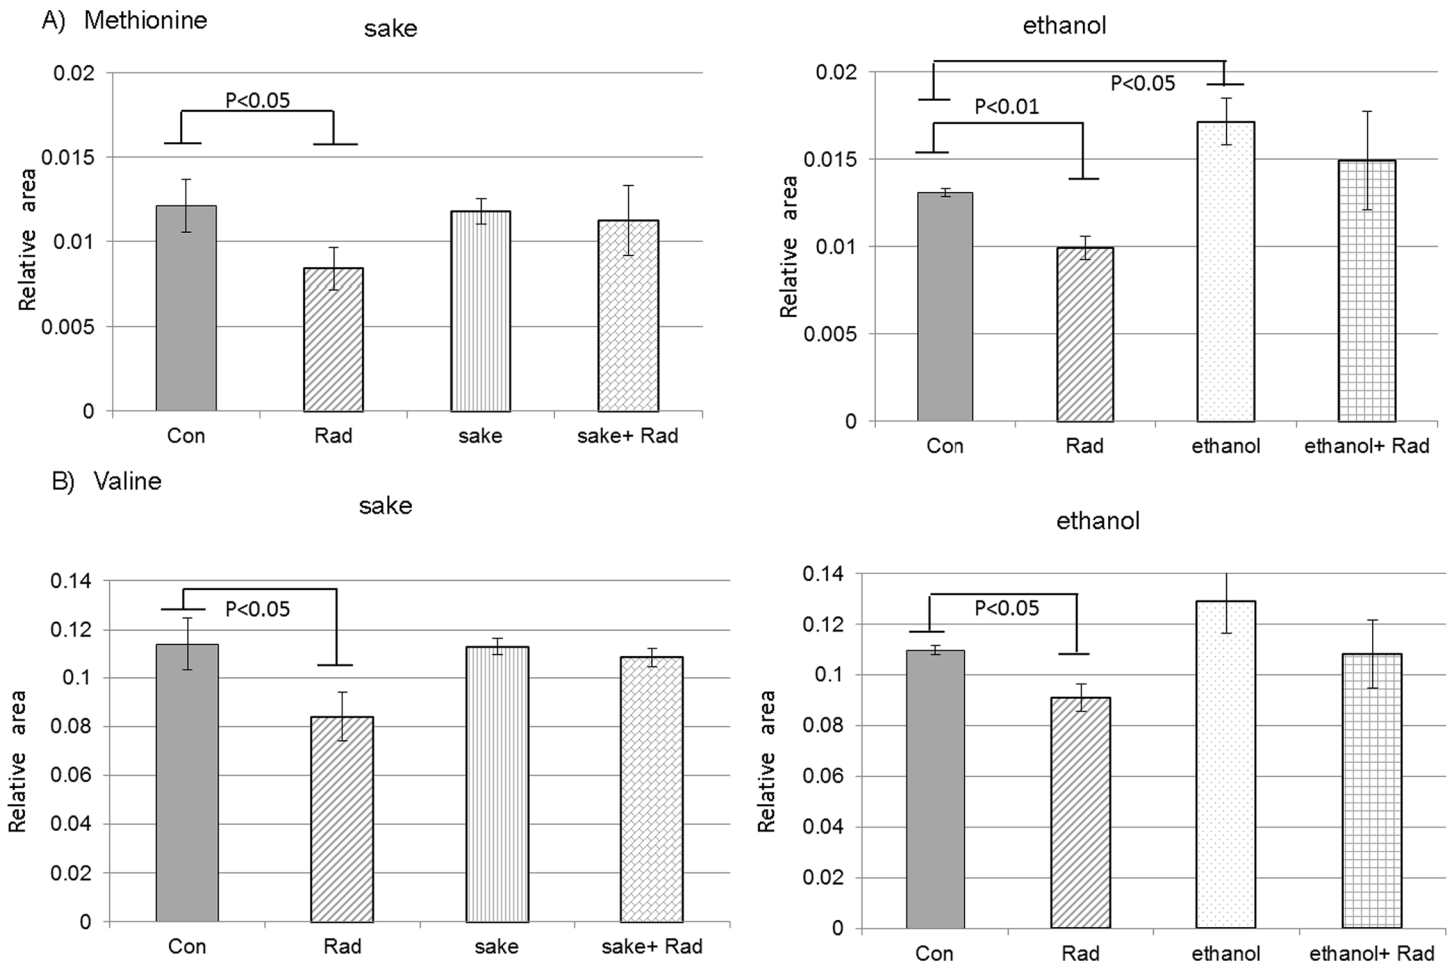 A) Methionine
sake
0.02
0.015
0.01
0.005
0
Relative area
P<0.05
Con Rad sake sake+ Rad
ethanol
0.02
0.015
0.01
0.005
0
Relative area
P<0.05
P<0.01
Con Rad ethanol ethanol+ Rad
B) Valine
sake
0.14
0.12
0.1
0.08
0.06
0.04
0.02
0
Relative area
P<0.05
Con Rad sake sake+ Rad
ethanol
0.14
0.12
0.1
0.08
0.06
0.04
0.02
0
Relative area
P<0.05
Con Rad ethanol ethanol+ Rad